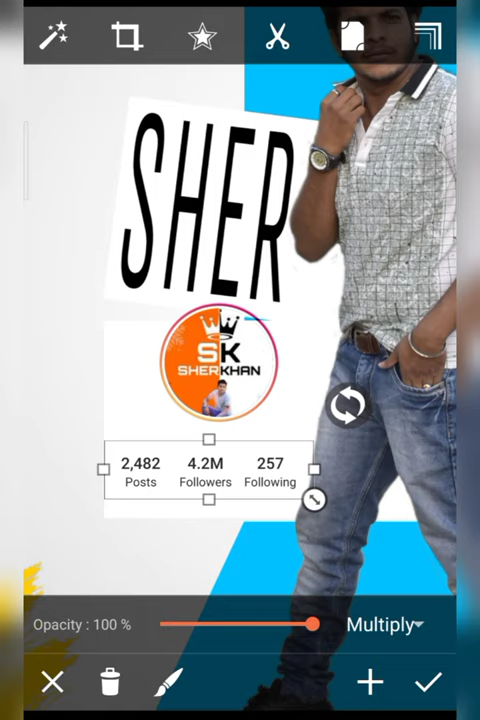 SHER
SK
SHERKHAN
2,482 4.2M 257
Posts Followers Following
Opacity : 100 % Multiply